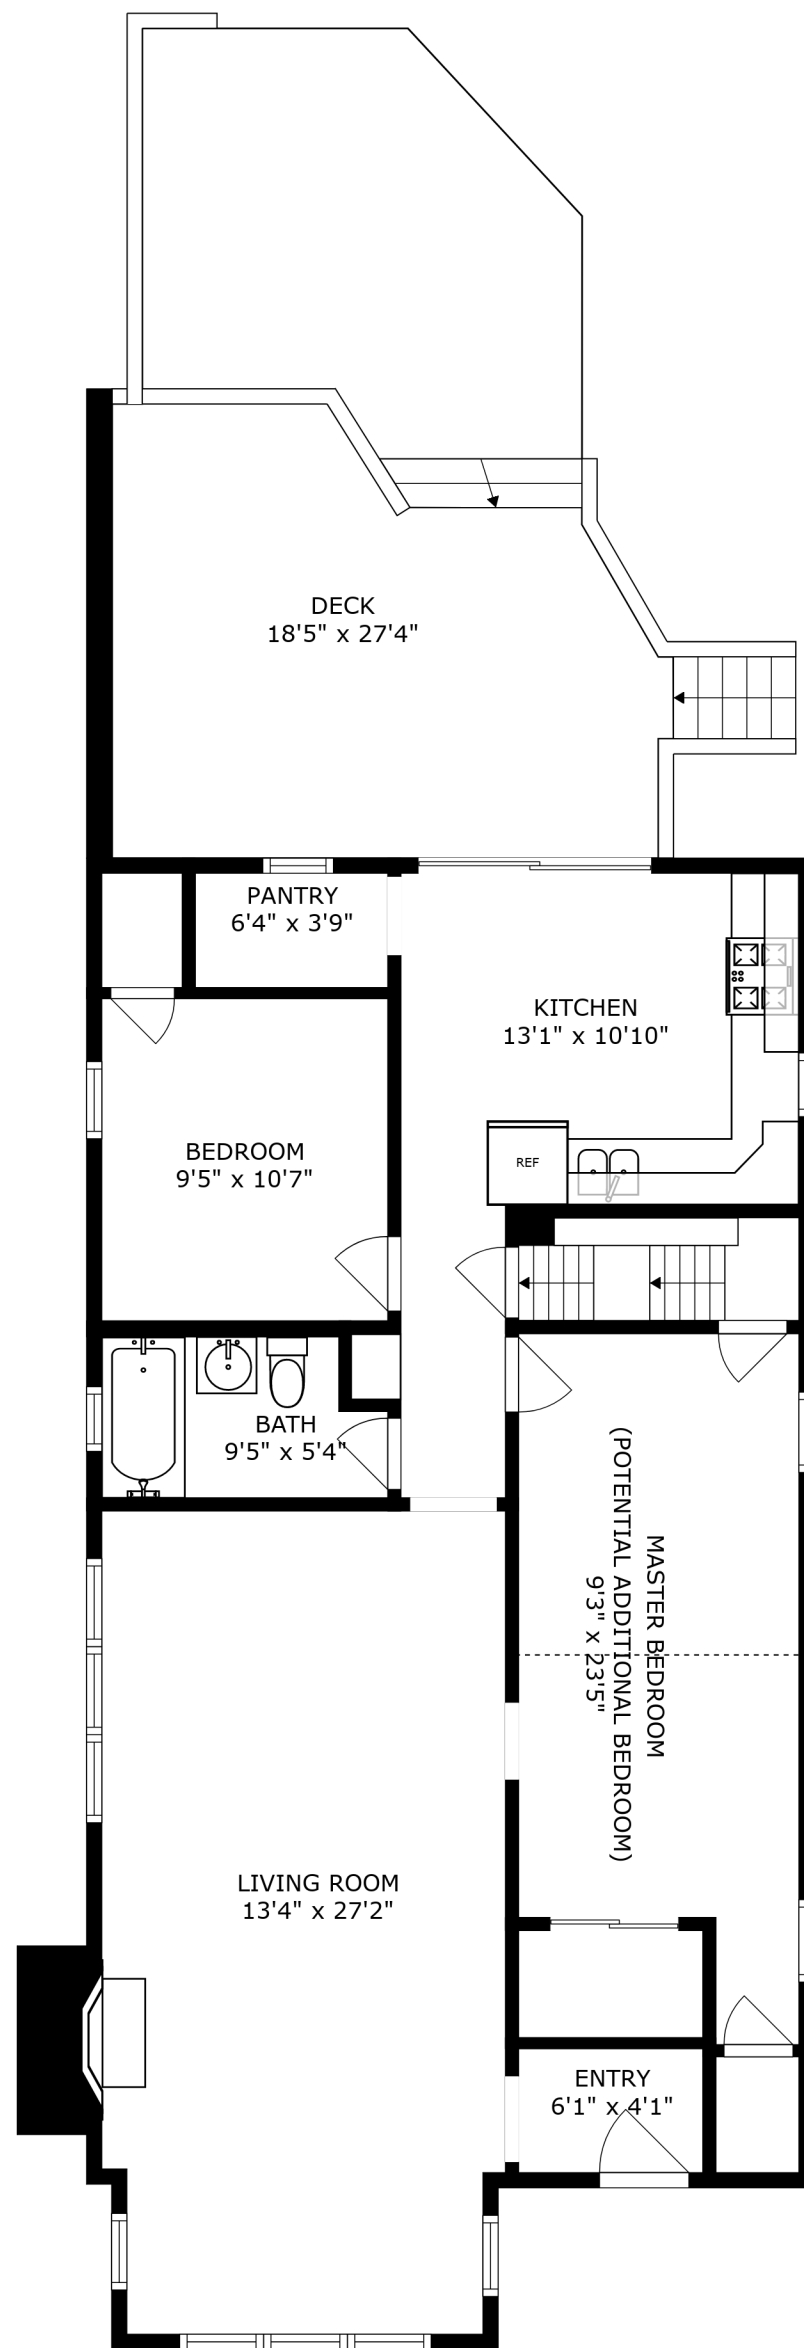 DECK
18'5" x 27'4"
PANTRY
6'4" x 3'9"
KITCHEN
13'1" x 10'10"
BEDROOM
9'5" x 10'7"
REF
BATH
9'5" x 5'4"
MASTER BEDROOM
(POTENTIAL ADDITIONAL BEDROOM)
9'3" x 23'5"
LIVING ROOM
13'4" x 27'2"
ENTRY
6'1" x 4'1"